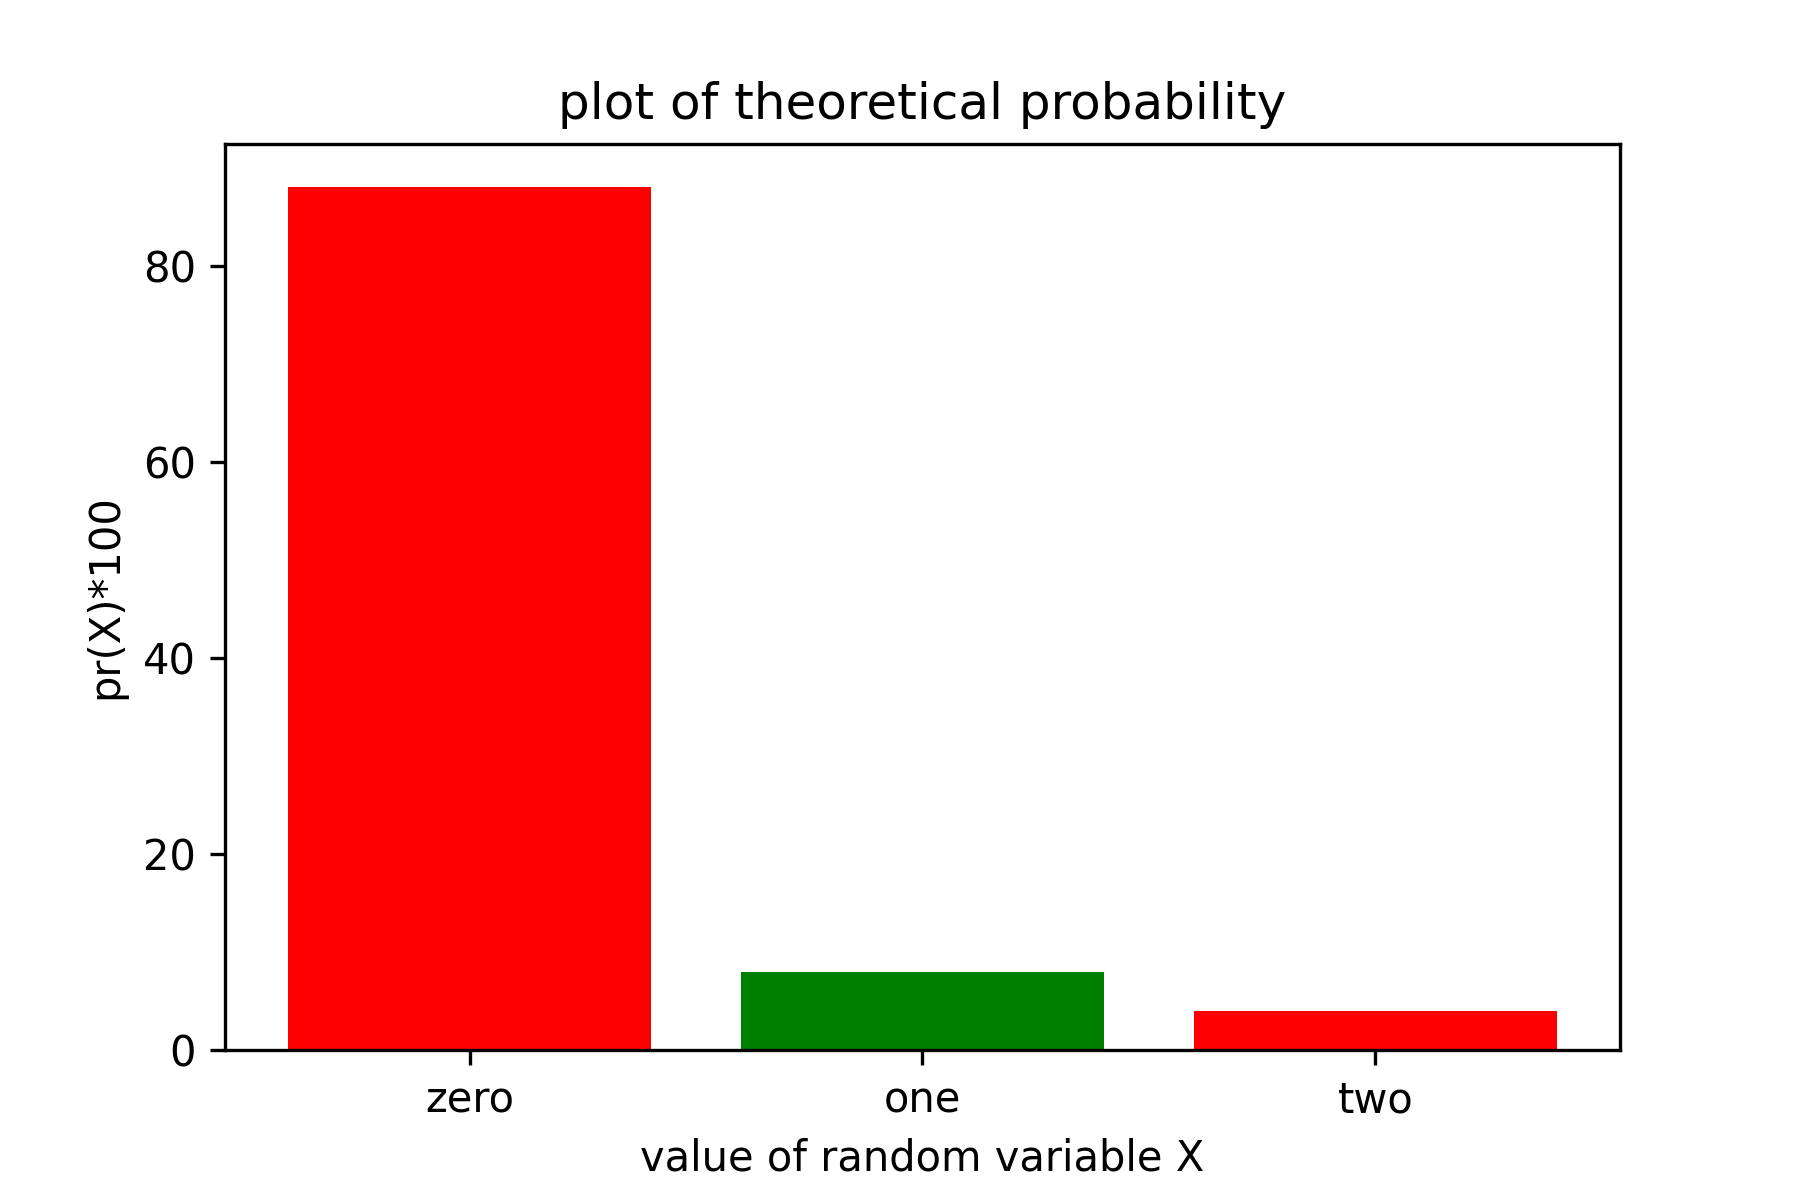 plot of theoretical probability
pr(X)*100
80
60
40
20
0
zero one two
value of random variable X